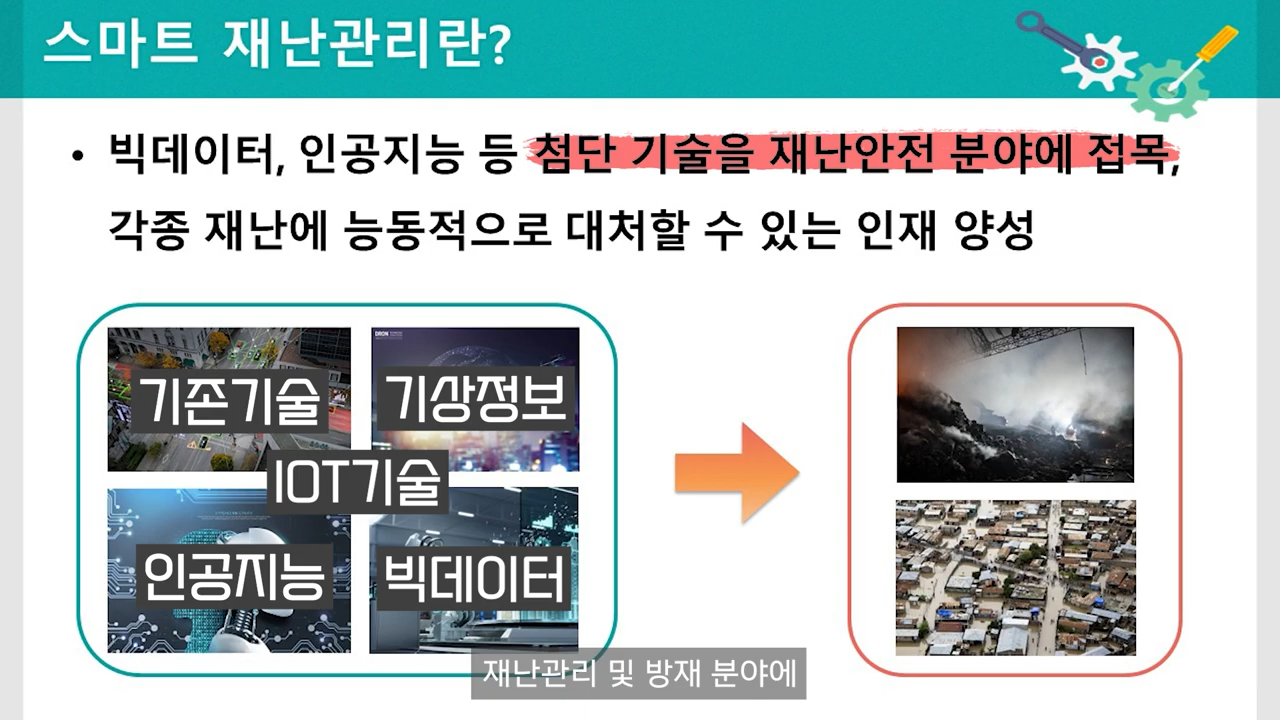 스마트 재난관리란?
• 빅데이터, 인공지능 등 첨단 기술을 재난안전 분야에 접목,
각종 재난에 능동적으로 대처할 수 있는 인재 양성
기존기술
기상정보
IOT기술
인공지능
빅데이터
재난관리 및 방재 분야에